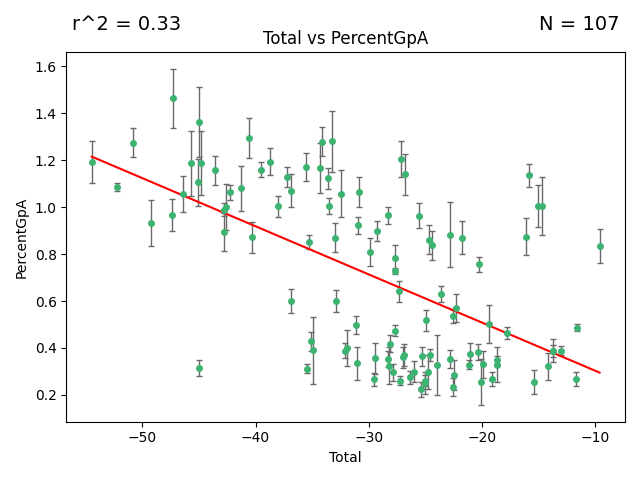 r^2 = 0.33
N = 107
Total vs PercentGpA
1.6
1.4
1.2
1.0
0.8
0.6
0.4
0.2
PercentGpA
−50
−40
−30
−20
−10
Total